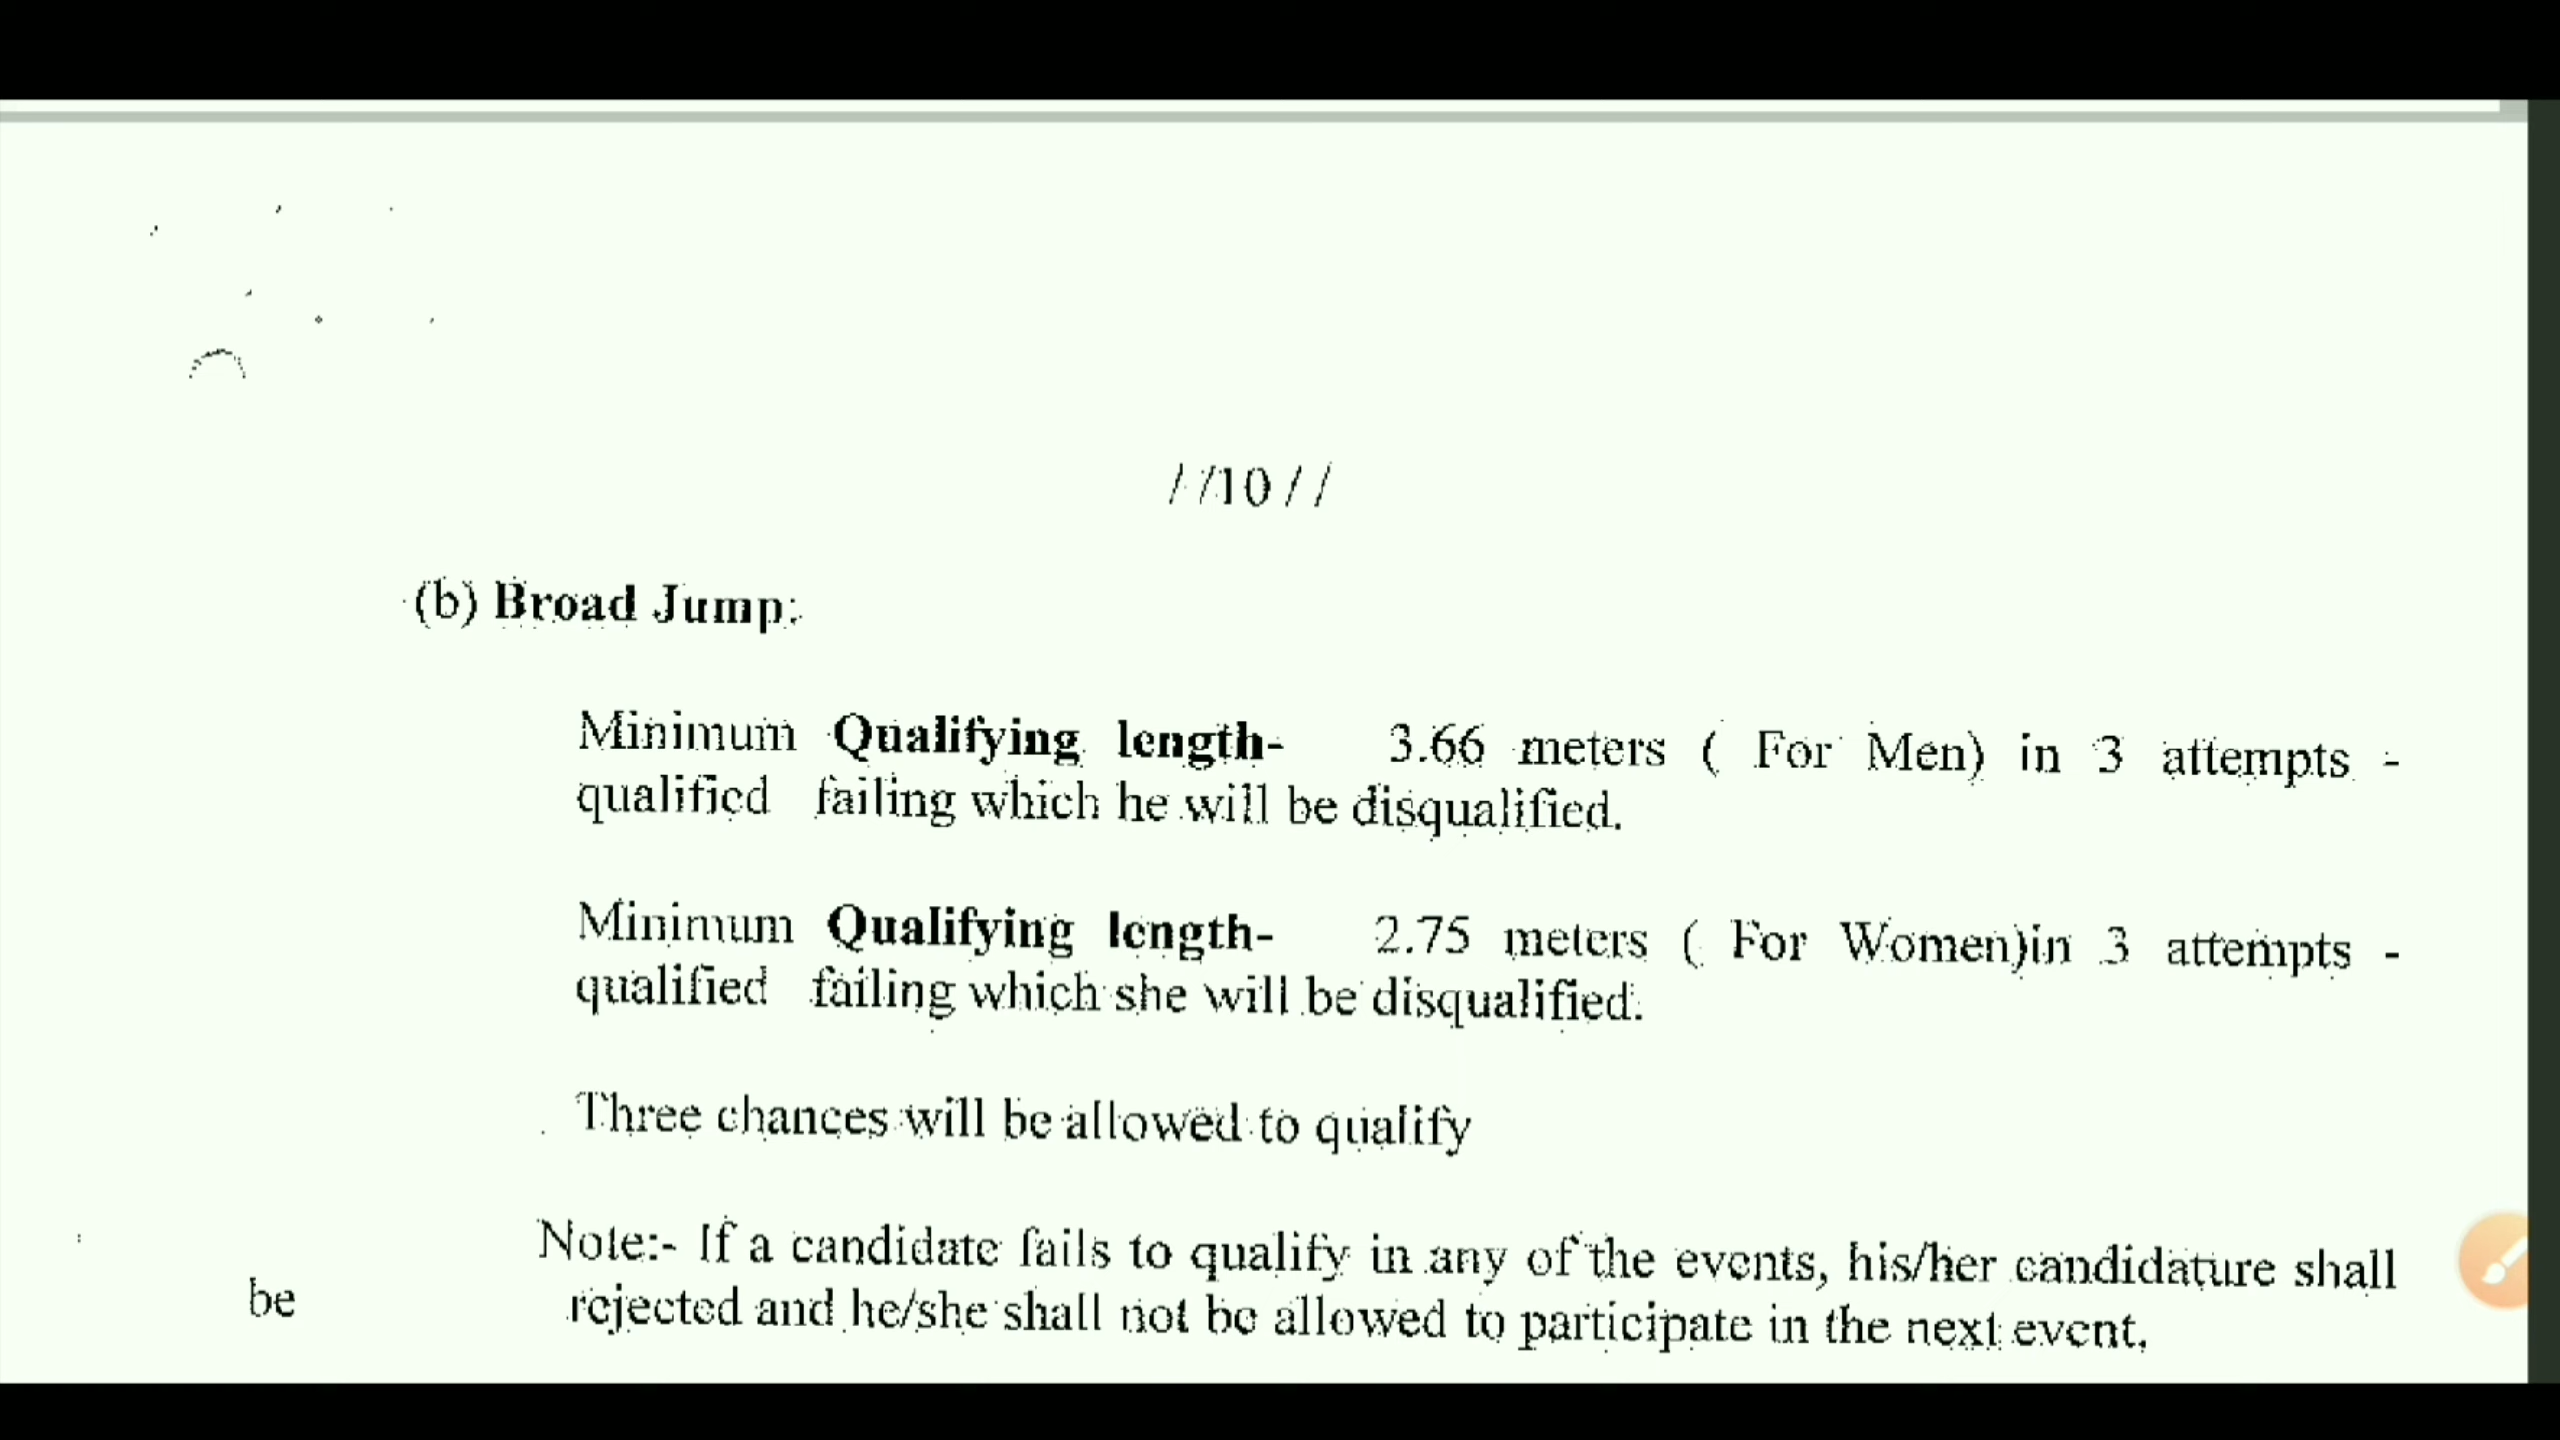 //10//
(b) Broad Jump:
Minimum Qualifying length- 3.66 meters ( For Men) in 3 attempts -
qualified failing which he will be disqualified.
Minimum Qualifying length- 2.75 meters ( For Women)in 3 attempts -
qualified failing which she will be disqualified.
Three chances will be allowed to qualify
Note:- If a candidate fails to qualify in any of the events, his/her candidature shall
be rejected and he/she shall not be allowed to participate in the next event.